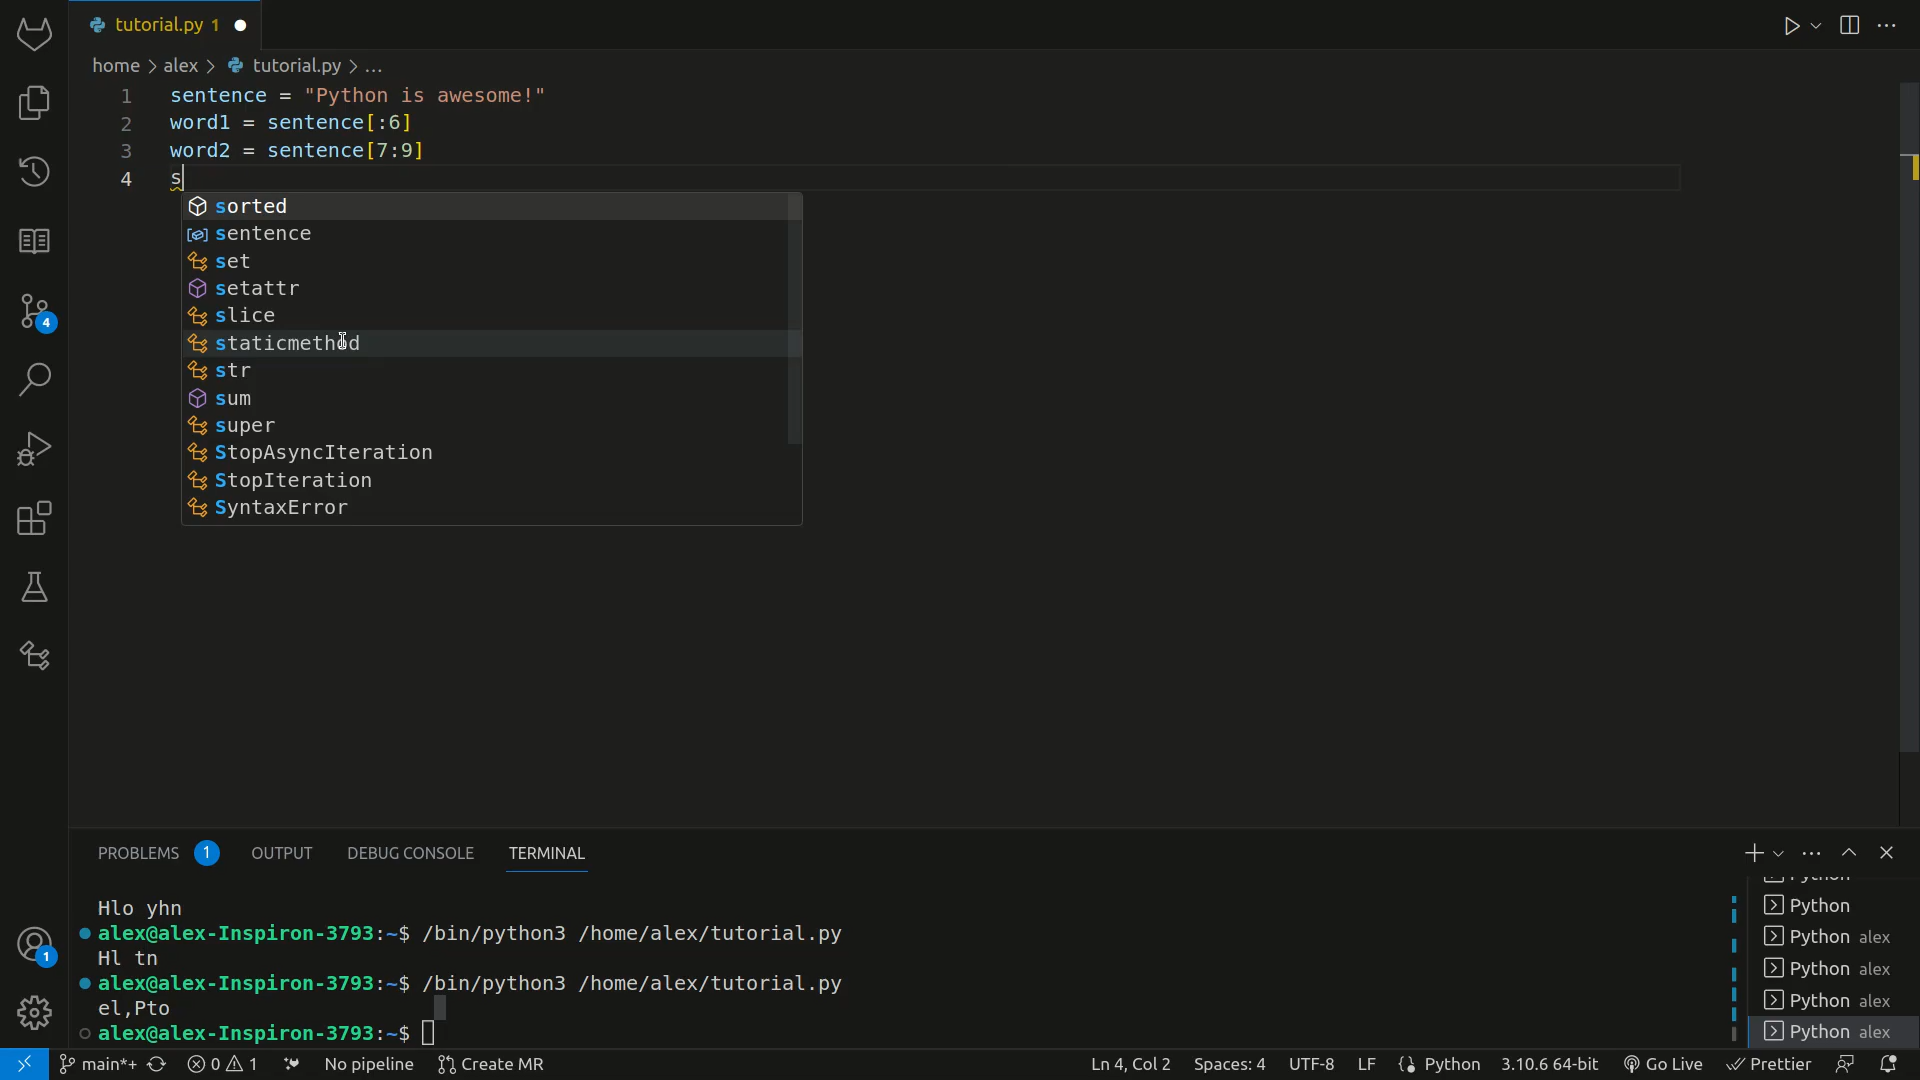 tutorial.py 1
home > alex > tutorial.py > ...
1 sentence = "Python is awesome!"
2 word1 = sentence[:6]
3 word2 = sentence[7:9]
4 s
sorted
sentence
set
setattr
slice
staticmethod
str
sum
super
StopAsyncIteration
StopIteration
SyntaxError
4
1
PROBLEMS 1 OUTPUT DEBUG CONSOLE TERMINAL
Hlo yhn
alex@alex-Inspiron-3793:~$ /bin/python3 /home/alex/tutorial.py
Hl tn
alex@alex-Inspiron-3793:~$ /bin/python3 /home/alex/tutorial.py
el,Pto
alex@alex-Inspiron-3793:~$
Python
Python
Python alex
Python alex
Python alex
Python alex
main*+ 0 1 No pipeline Create MR Ln 4, Col 2 Spaces: 4 UTF-8 LF Python 3.10.6 64-bit Go Live Prettier